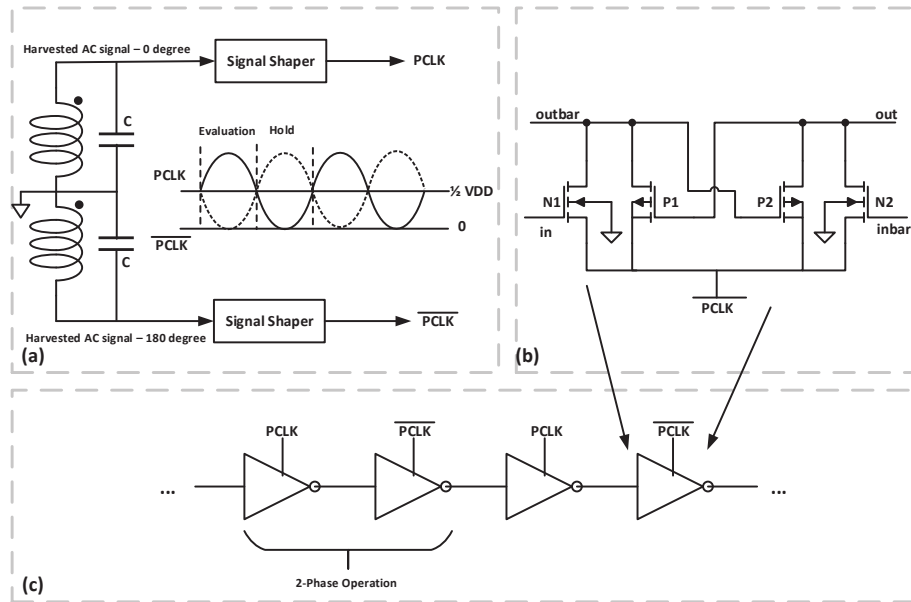 Harvested AC signal – 0 degree
Signal Shaper
PCLK
C
Evaluation
Hold
PCLK
½ VDD
0
PCLK
C
Signal Shaper
PCLK
Harvested AC signal – 180 degree
(a)
outbar
out
N1
P1
P2
N2
in
inbar
PCLK
(b)
PCLK
PCLK
PCLK
PCLK
...
...
2-Phase Operation
(c)